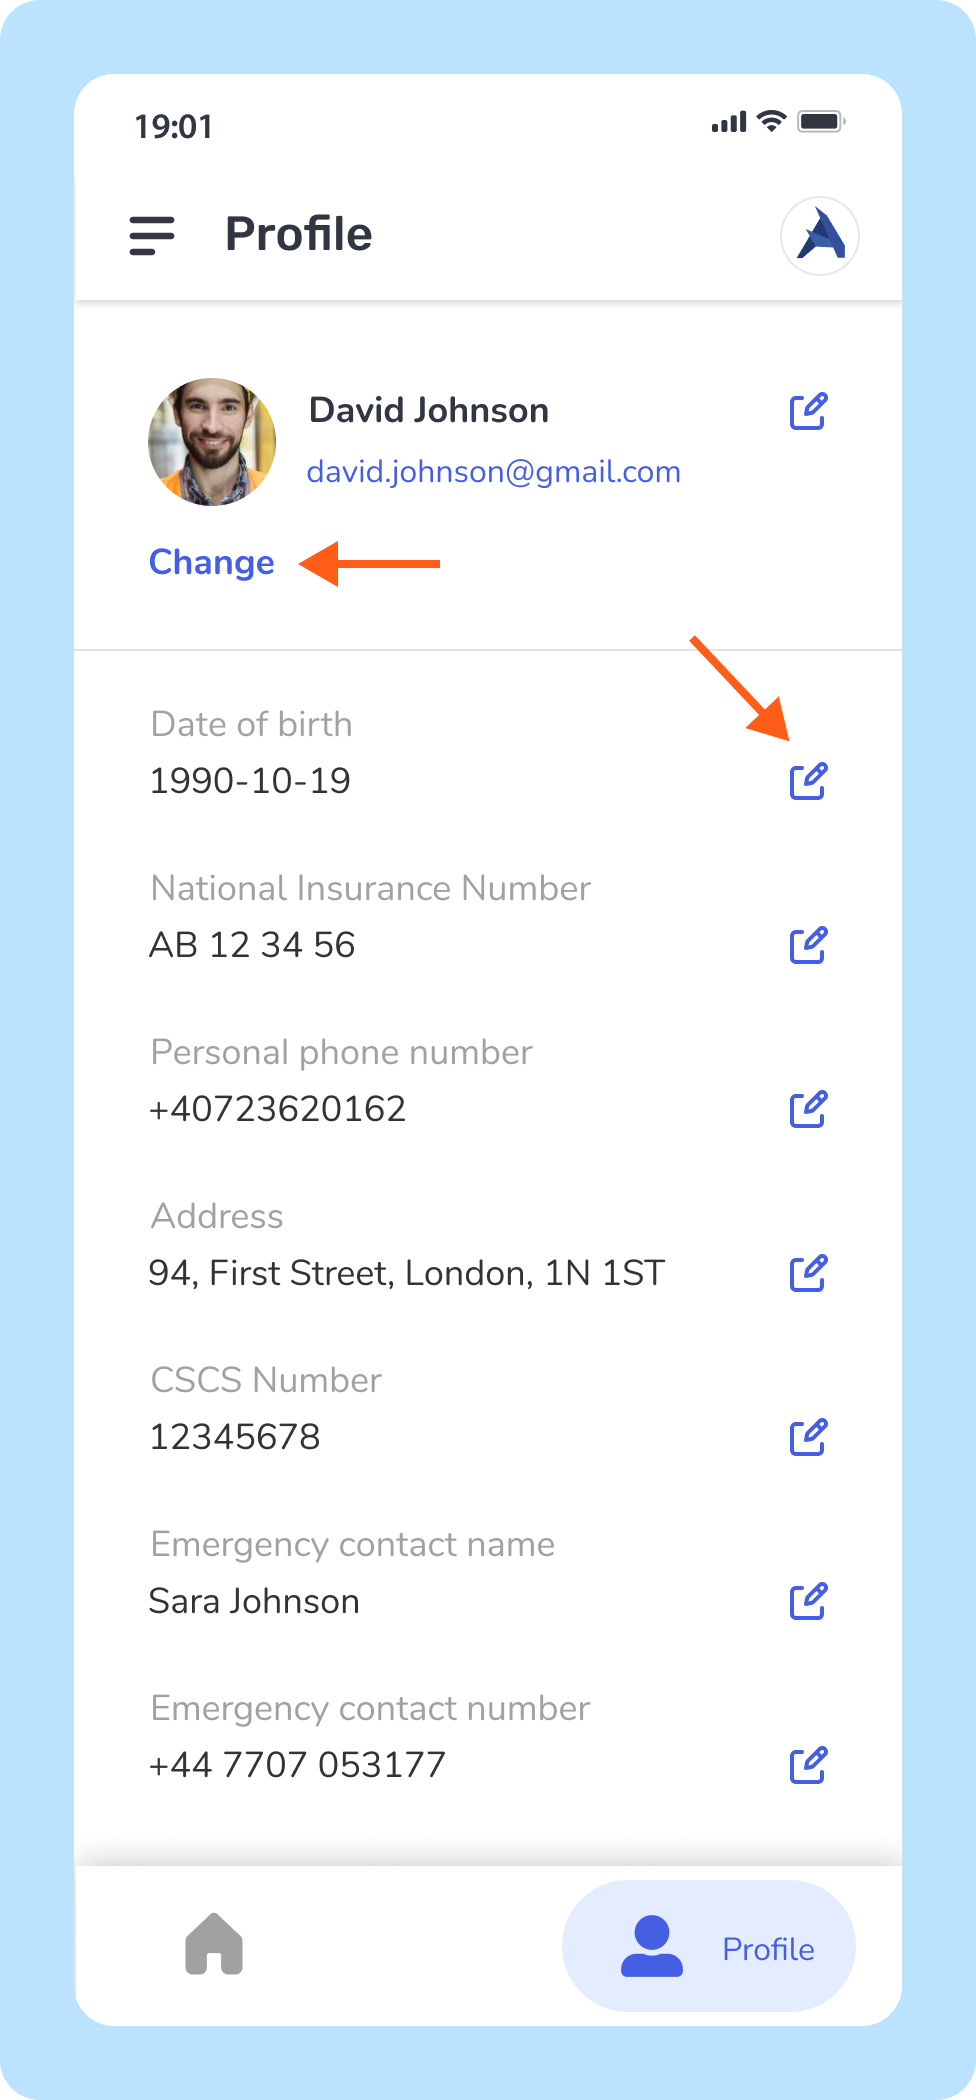 19:01
Profile
David Johnson
david.johnson@gmail.com
Change
Date of birth
1990-10-19
National Insurance Number
AB 12 34 56
Personal phone number
+40723620162
Address
94, First Street, London, 1N 1ST
CSCS Number
12345678
Emergency contact name
Sara Johnson
Emergency contact number
+44 7707 053177
Profile